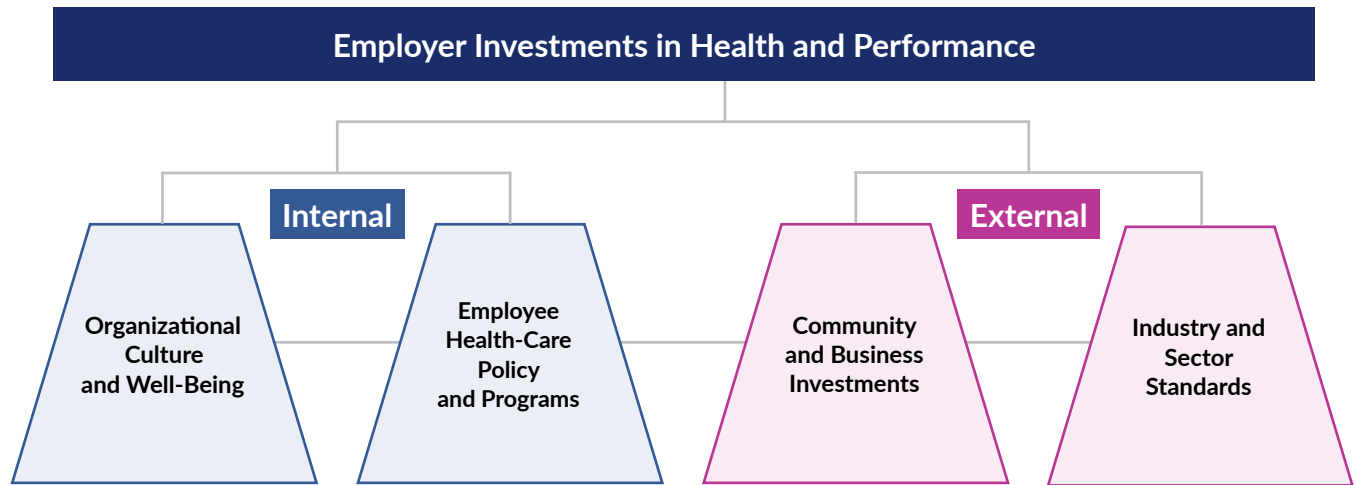 Employer Investments in Health and Performance
Internal
External
Organizational
Culture
and Well-Being
Employee
Health-Care
Policy
and Programs
Community
and Business
Investments
Industry and
Sector
Standards